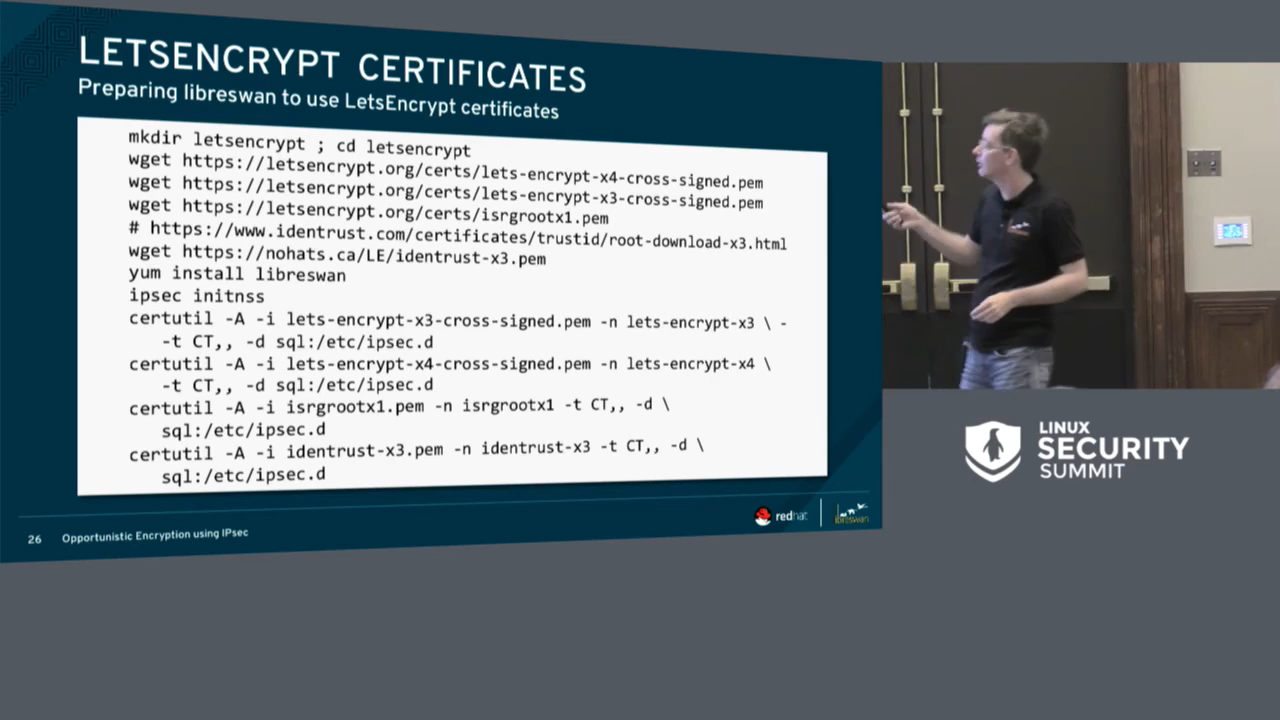 LETSENCRYPT CERTIFICATES
Preparing libreswan to use LetsEncrypt certificates
mkdir letsencrypt ; cd letsencrypt
wget https://letsencrypt.org/certs/lets-encrypt-x4-cross-signed.pem
wget https://letsencrypt.org/certs/lets-encrypt-x3-cross-signed.pem
wget https://letsencrypt.org/certs/isrgrootx1.pem
# https://www.identrust.com/certificates/trustid/root-download-x3.html
wget https://nohats.ca/LE/identrust-x3.pem
yum install libreswan
ipsec initnss
certutil -A -i lets-encrypt-x3-cross-signed.pem -n lets-encrypt-x3 \ -
-t CT,, -d sql:/etc/ipsec.d
certutil -A -i lets-encrypt-x4-cross-signed.pem -n lets-encrypt-x4 \
-t CT,, -d sql:/etc/ipsec.d
certutil -A -i isrgrootx1.pem -n isrgrootx1 -t CT,, -d \
sql:/etc/ipsec.d
certutil -A -i identrust-x3.pem -n identrust-x3 -t CT,, -d \
sql:/etc/ipsec.d
redhat
libreswan
26 Opportunistic Encryption using IPsec
LINUX
SECURITY
SUMMIT